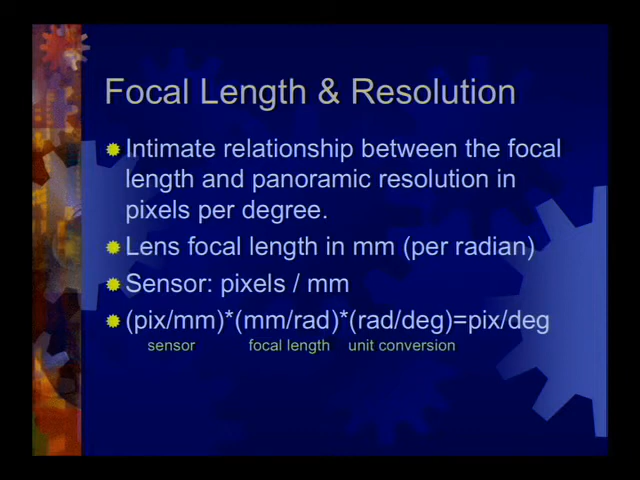 Focal Length & Resolution
Intimate relationship between the focal
length and panoramic resolution in
pixels per degree.
Lens focal length in mm (per radian)
Sensor: pixels / mm
(pix/mm)*(mm/rad)*(rad/deg)=pix/deg
sensor focal length unit conversion